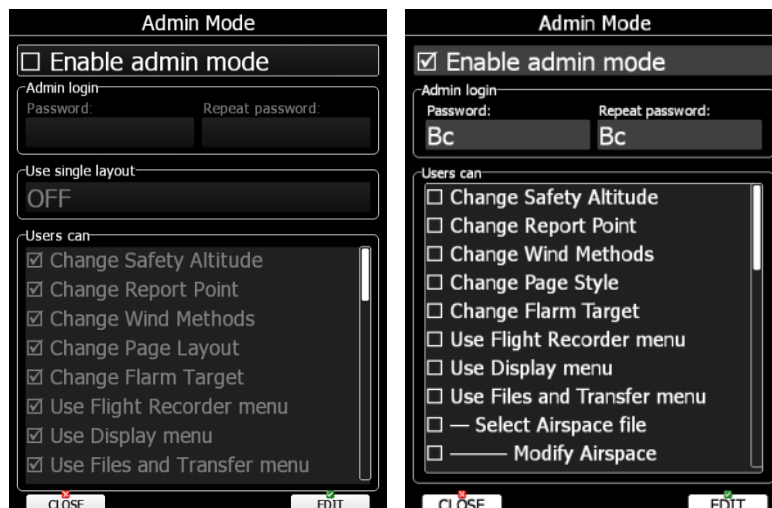 Admin Mode
Enable admin mode
Admin login
Password: Repeat password:
Use single layout
OFF
Users can
Change Safety Altitude
Change Report Point
Change Wind Methods
Change Page Layout
Change Flarm Target
Use Flight Recorder menu
Use Display menu
Use Files and Transfer menu
CLOSE EDIT
Admin Mode
Enable admin mode
Admin login
Password: Repeat password:
Bc Bc
Users can
Change Safety Altitude
Change Report Point
Change Wind Methods
Change Page Style
Change Flarm Target
Use Flight Recorder menu
Use Display menu
Use Files and Transfer menu
— Select Airspace file
——— Modify Airspace
CLOSE EDIT